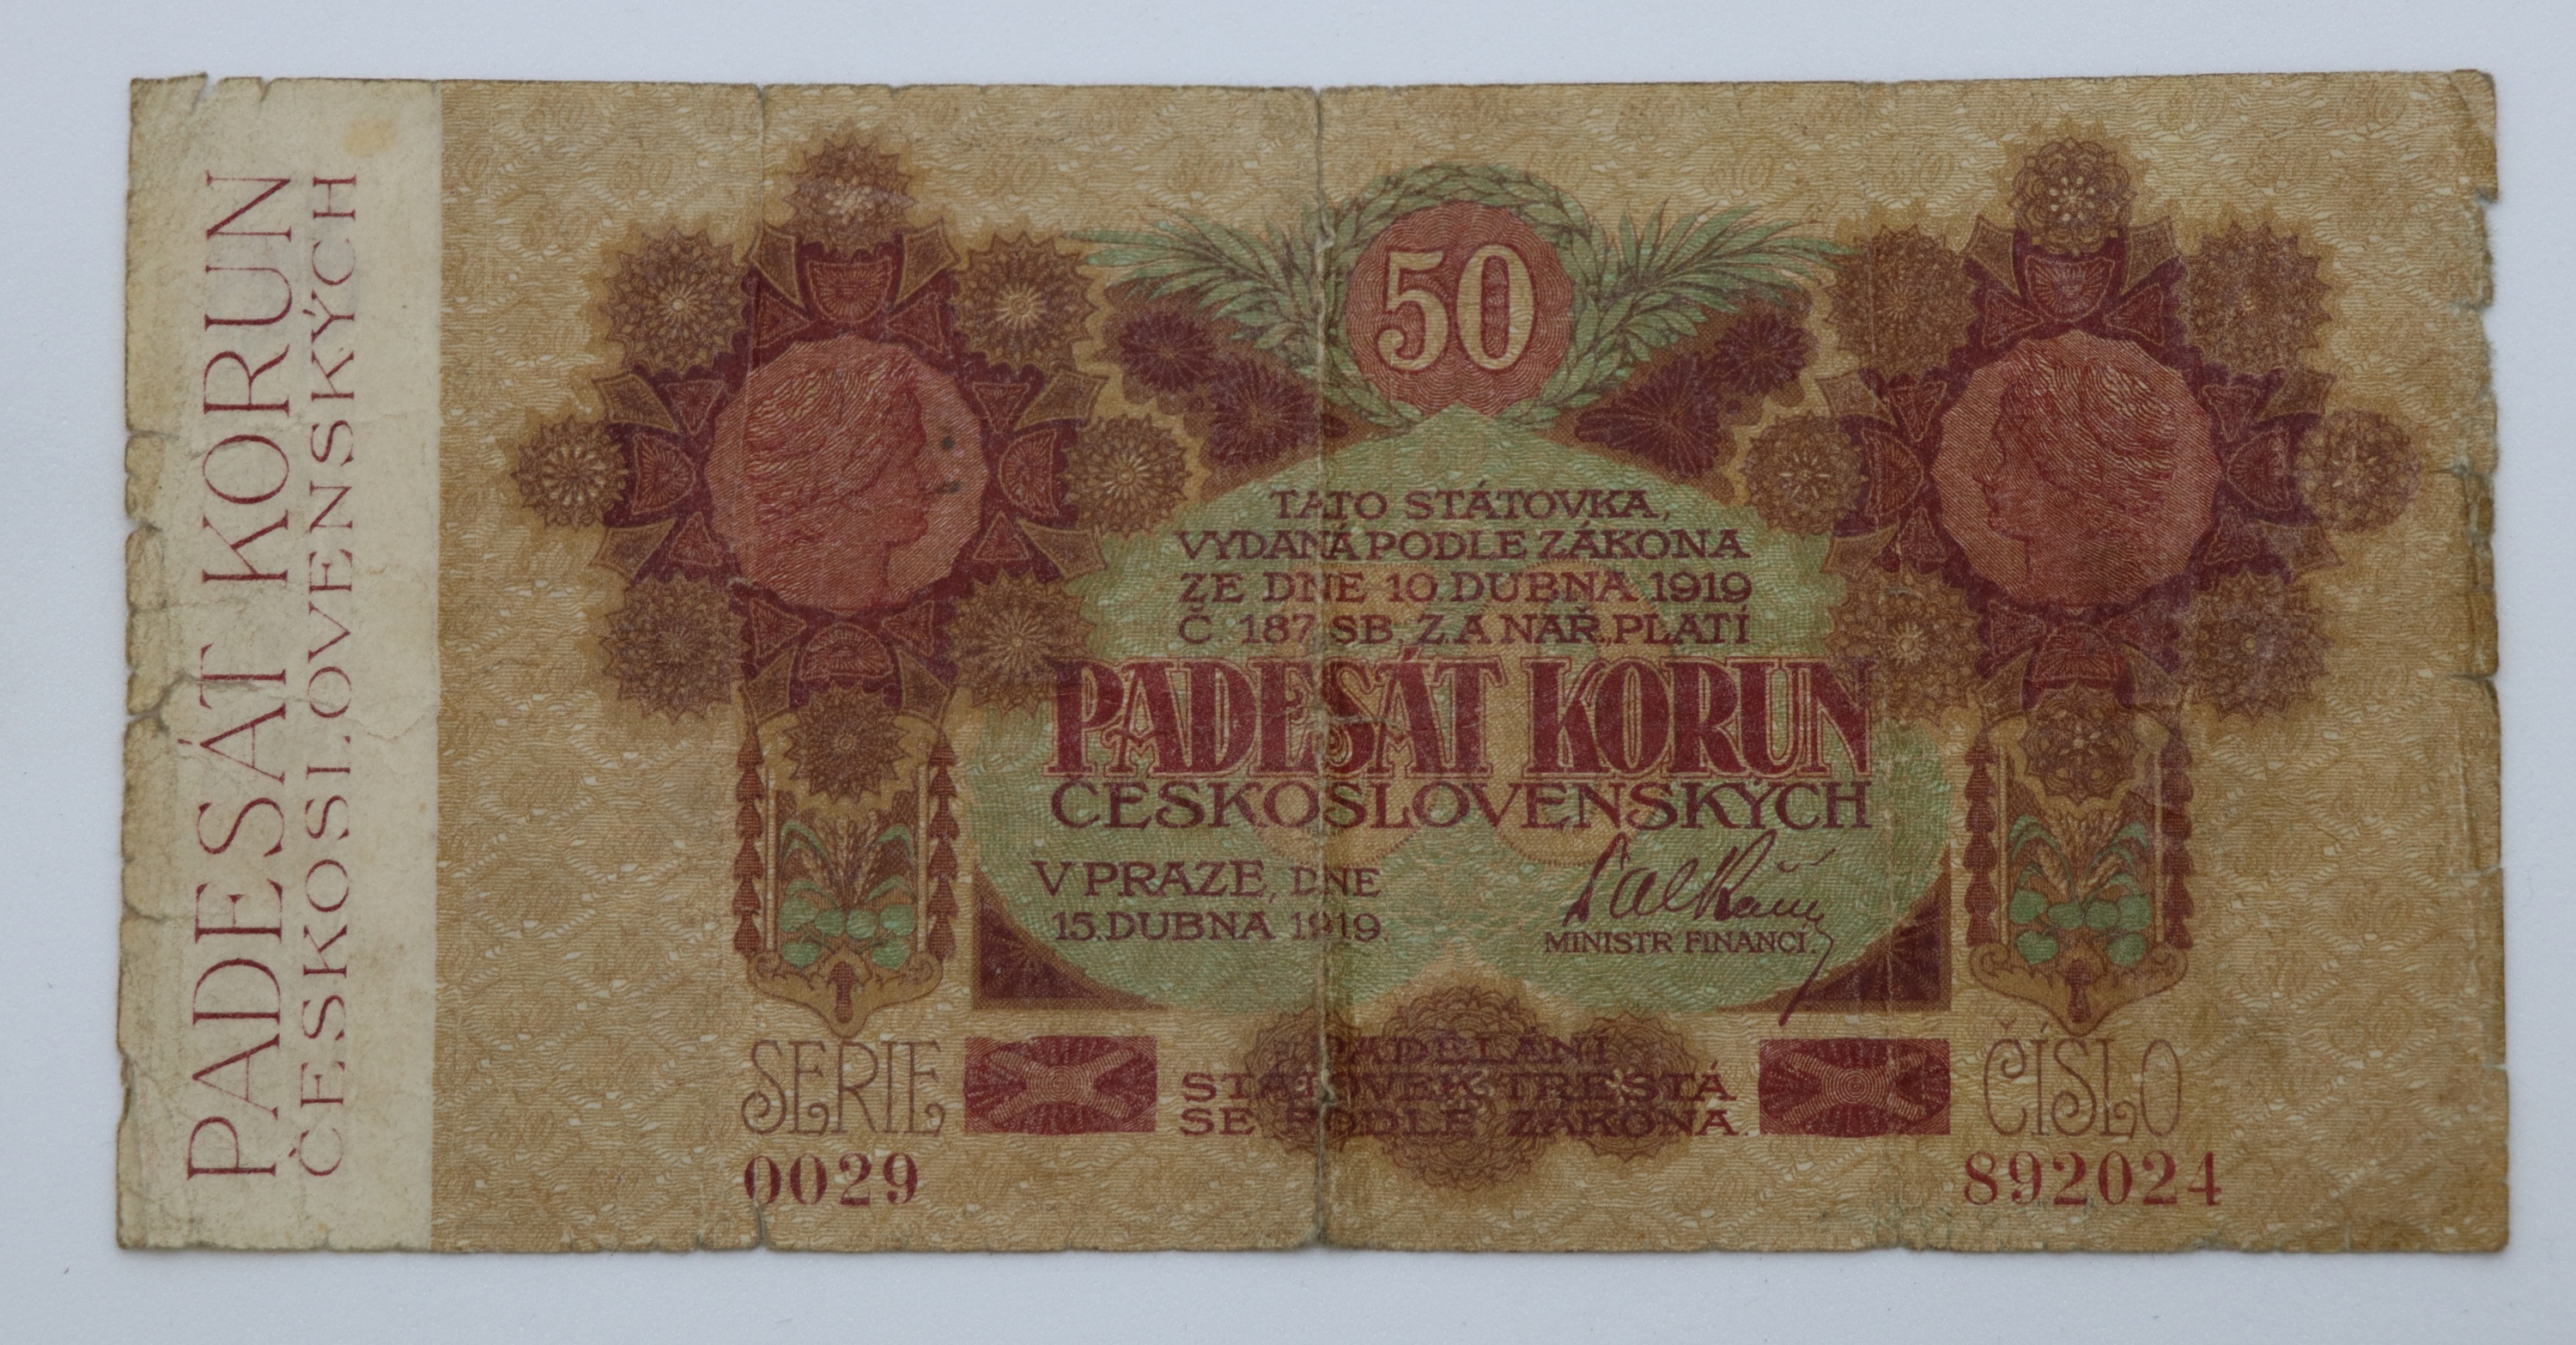 PADESÁT KORUN
ČESKOSLOVENSKÝCH
50
TATO STÁTOVKA,
VYDANÁ PODLE ZÁKONA
ZE DNE 10. DUBNA 1919
Č. 187 SB. Z. A NAŘ. PLATÍ
PADESÁT KORUN
ČESKOSLOVENSKÝCH
V PRAZE, DNE
15. DUBNA 1919.
MINISTR FINANCÍ.
SERIE
0029
PADĚLÁNÍ
STÁTOVEK TRESTÁ
SE PODLE ZÁKONA.
ČÍSLO
892024